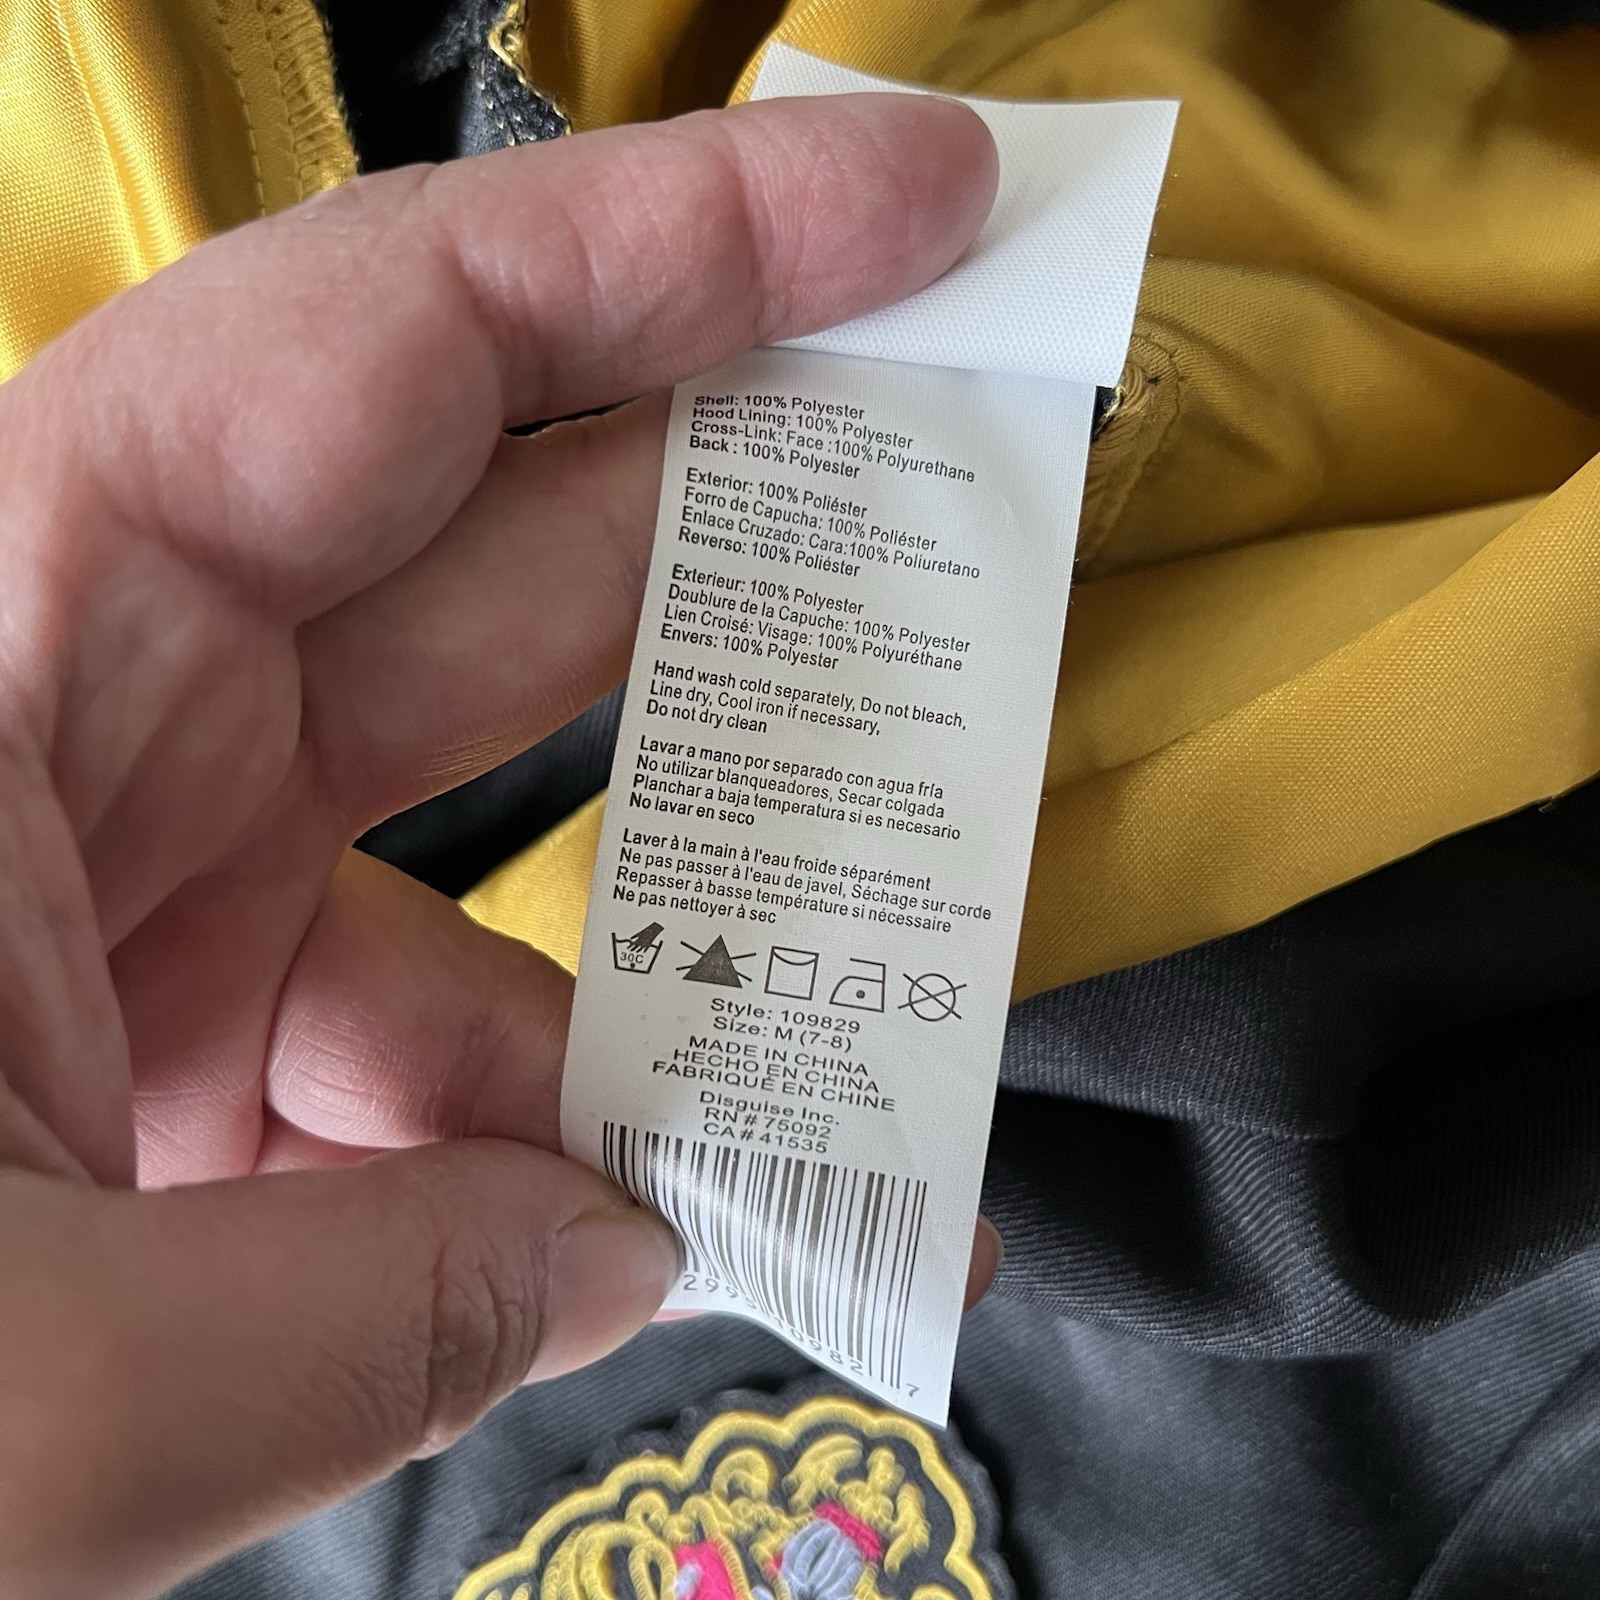 Shell: 100% Polyester
Hood Lining: 100% Polyester
Cross-Link: Face :100% Polyurethane
Back : 100% Polyester
Exterior: 100% Poliéster
Forro de Capucha: 100% Poliéster
Enlace Cruzado: Cara:100% Poliuretano
Reverso: 100% Poliéster
Exterieur: 100% Polyester
Doublure de la Capuche: 100% Polyester
Lien Croisé: Visage: 100% Polyuréthane
Envers: 100% Polyester
Hand wash cold separately, Do not bleach,
Line dry, Cool iron if necessary,
Do not dry clean
Lavar a mano por separado con agua fría
No utilizar blanqueadores, Secar colgada
Planchar a baja temperatura si es necesario
No lavar en seco
Laver à la main à l'eau froide séparément
Ne pas passer à l'eau de javel, Séchage sur corde
Repasser à basse température si nécessaire
Ne pas nettoyer à sec
30C
Style: 109829
Size: M (7-8)
MADE IN CHINA
HECHO EN CHINA
FABRIQUÉ EN CHINE
Disguise Inc.
RN # 75092
CA # 41535
7